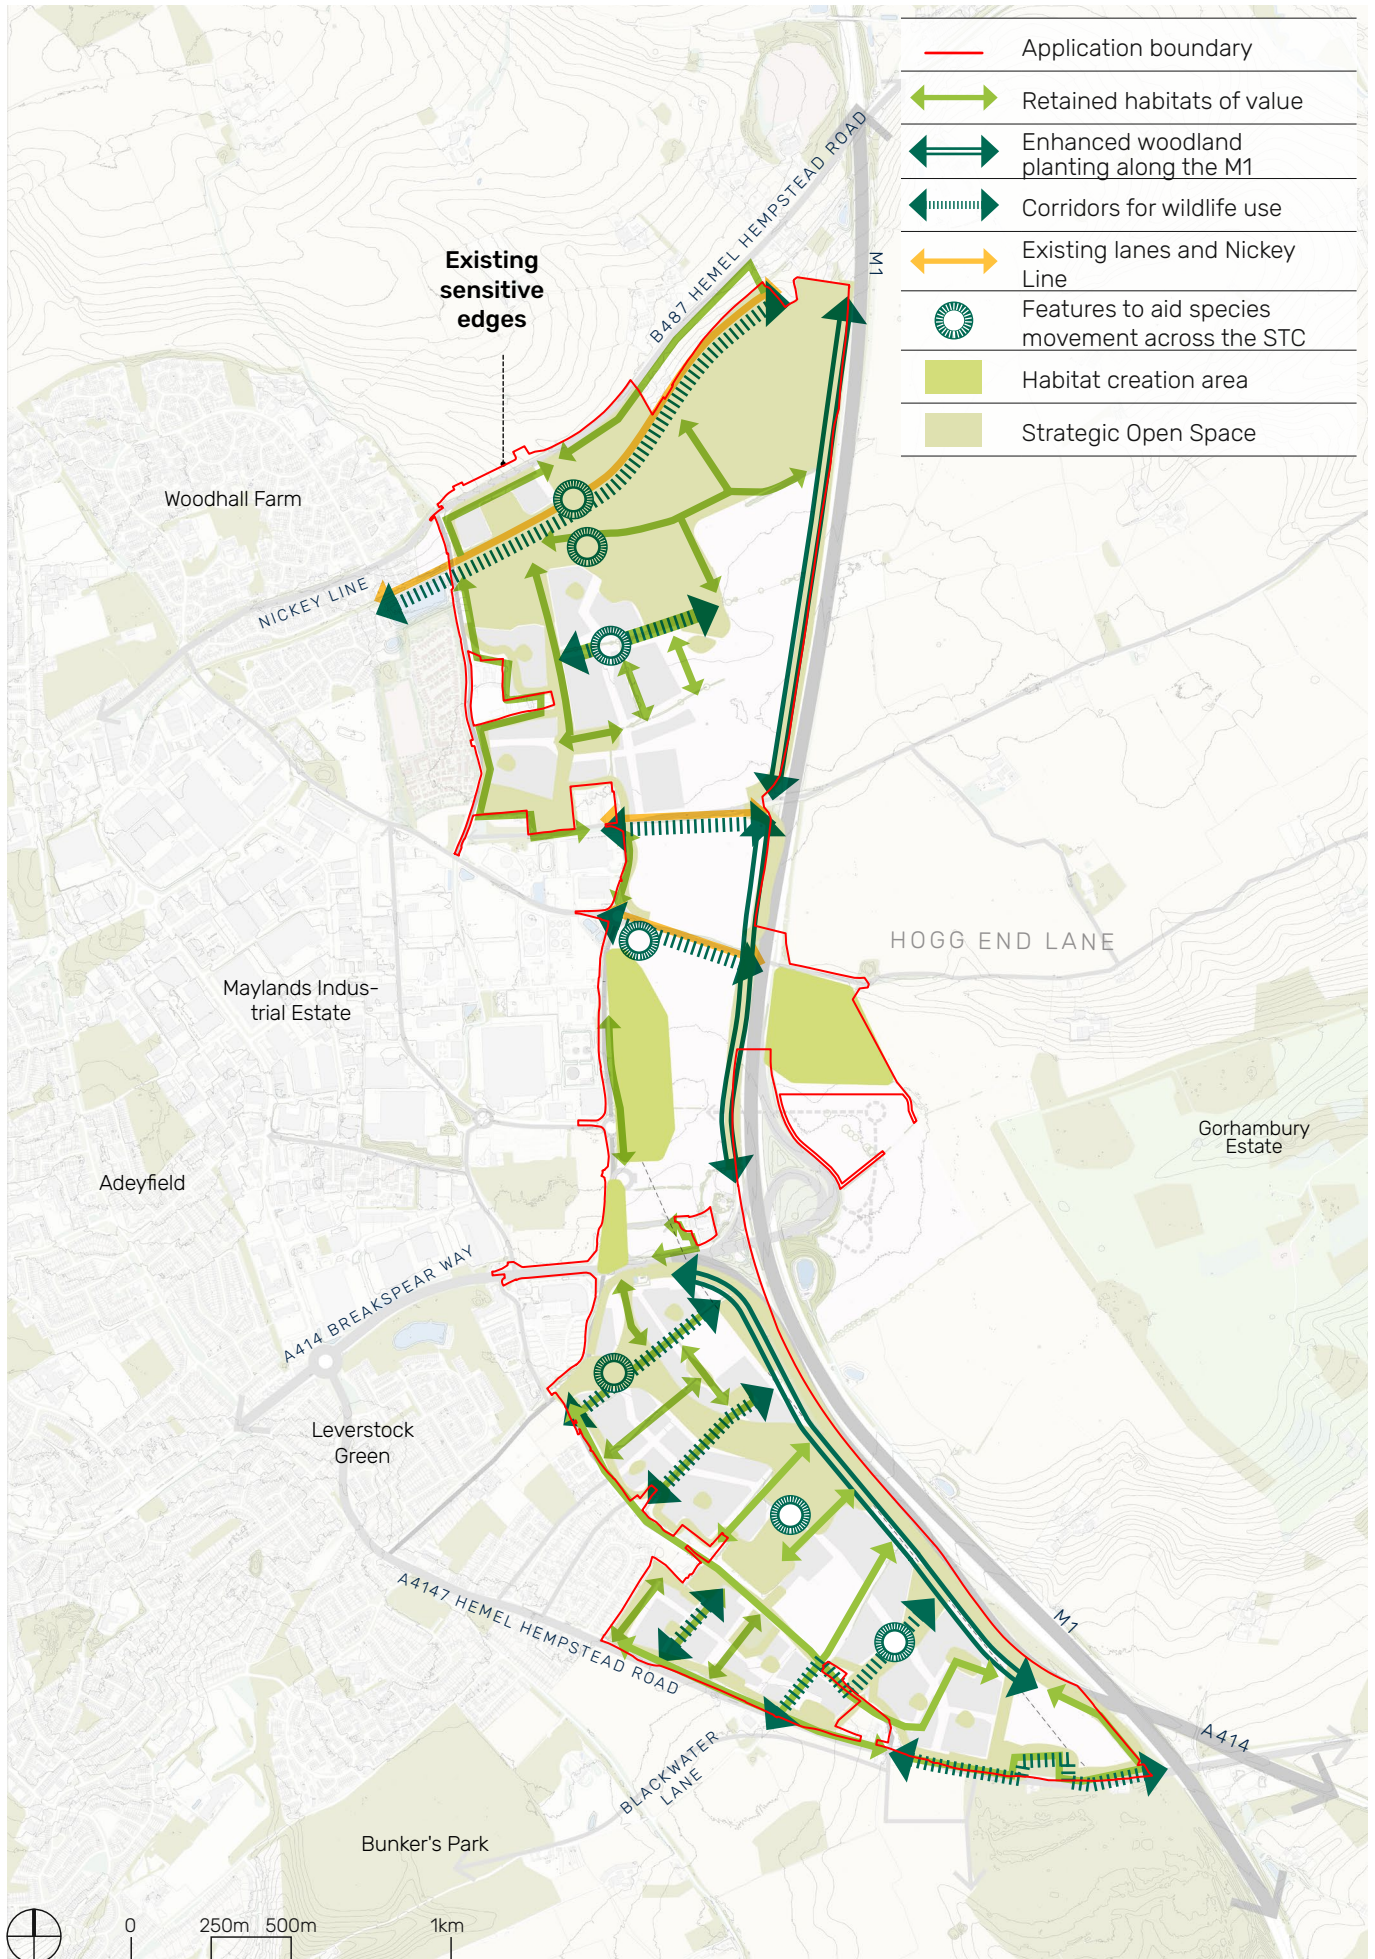 Application boundary
Retained habitats of value
Enhanced woodland
planting along the M1
Corridors for wildlife use
Existing lanes and Nickey
Line
Features to aid species
movement across the STC
Habitat creation area
Strategic Open Space
B487 HEMEL HEMPSTEAD ROAD
M1
Existing
sensitive
edges
Woodhall Farm
NICKEY LINE
HOGG END LANE
Maylands Indus-
trial Estate
Gorhambury
Estate
Adeyfield
A414 BREAKSPEAR WAY
Leverstock
Green
A4147 HEMEL HEMPSTEAD ROAD
M1
A414
BLACKWATER
LANE
Bunker's Park
0 250m 500m 1km